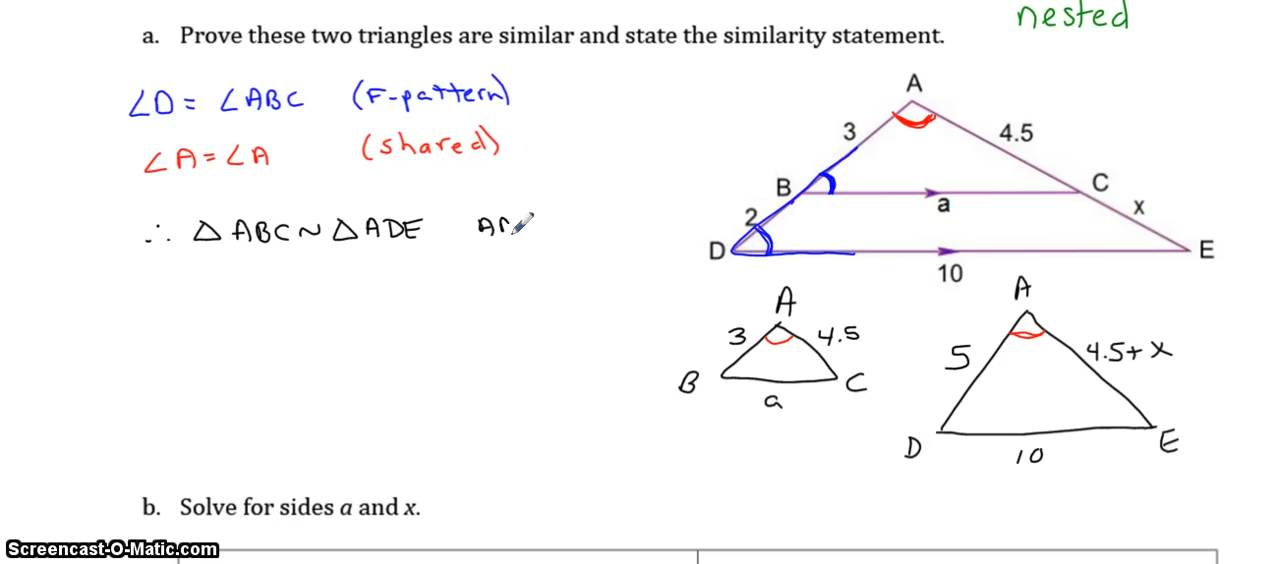 nested
a. Prove these two triangles are similar and state the similarity statement.
∠D = ∠ABC (F-pattern)
∠A = ∠A (shared)
∴ △ABC ~ △ADE
A
3
4.5
B
C
2
a
x
D
E
10
A
3
4.5
B
C
a
A
5
4.5 + x
D
E
10
b. Solve for sides a and x.
Screencast-O-Matic.com